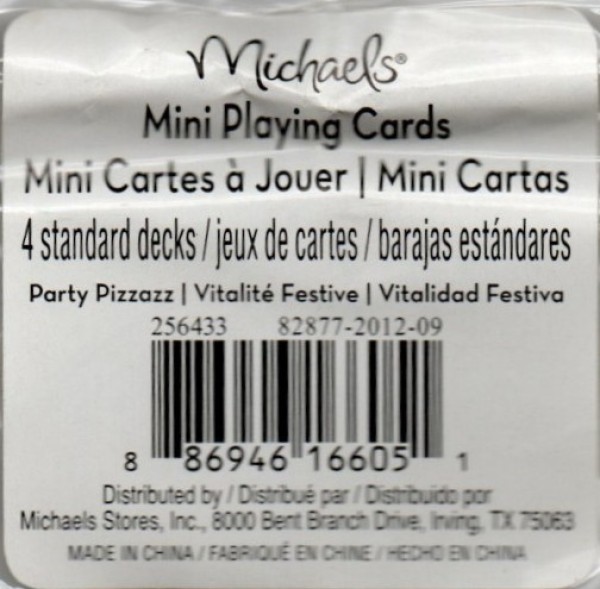 Michaels®
Mini Playing Cards
Mini Cartes à Jouer | Mini Cartas
4 standard decks / jeux de cartes / barajas estándares
Party Pizzazz | Vitalité Festive | Vitalidad Festiva
256433 82877-2012-09
8 86946 16605 1
Distributed by / Distribué par / Distribuido por
Michaels Stores, Inc., 8000 Bent Branch Drive, Irving, TX 75063
MADE IN CHINA / FABRIQUÉ EN CHINE / HECHO EN CHINA